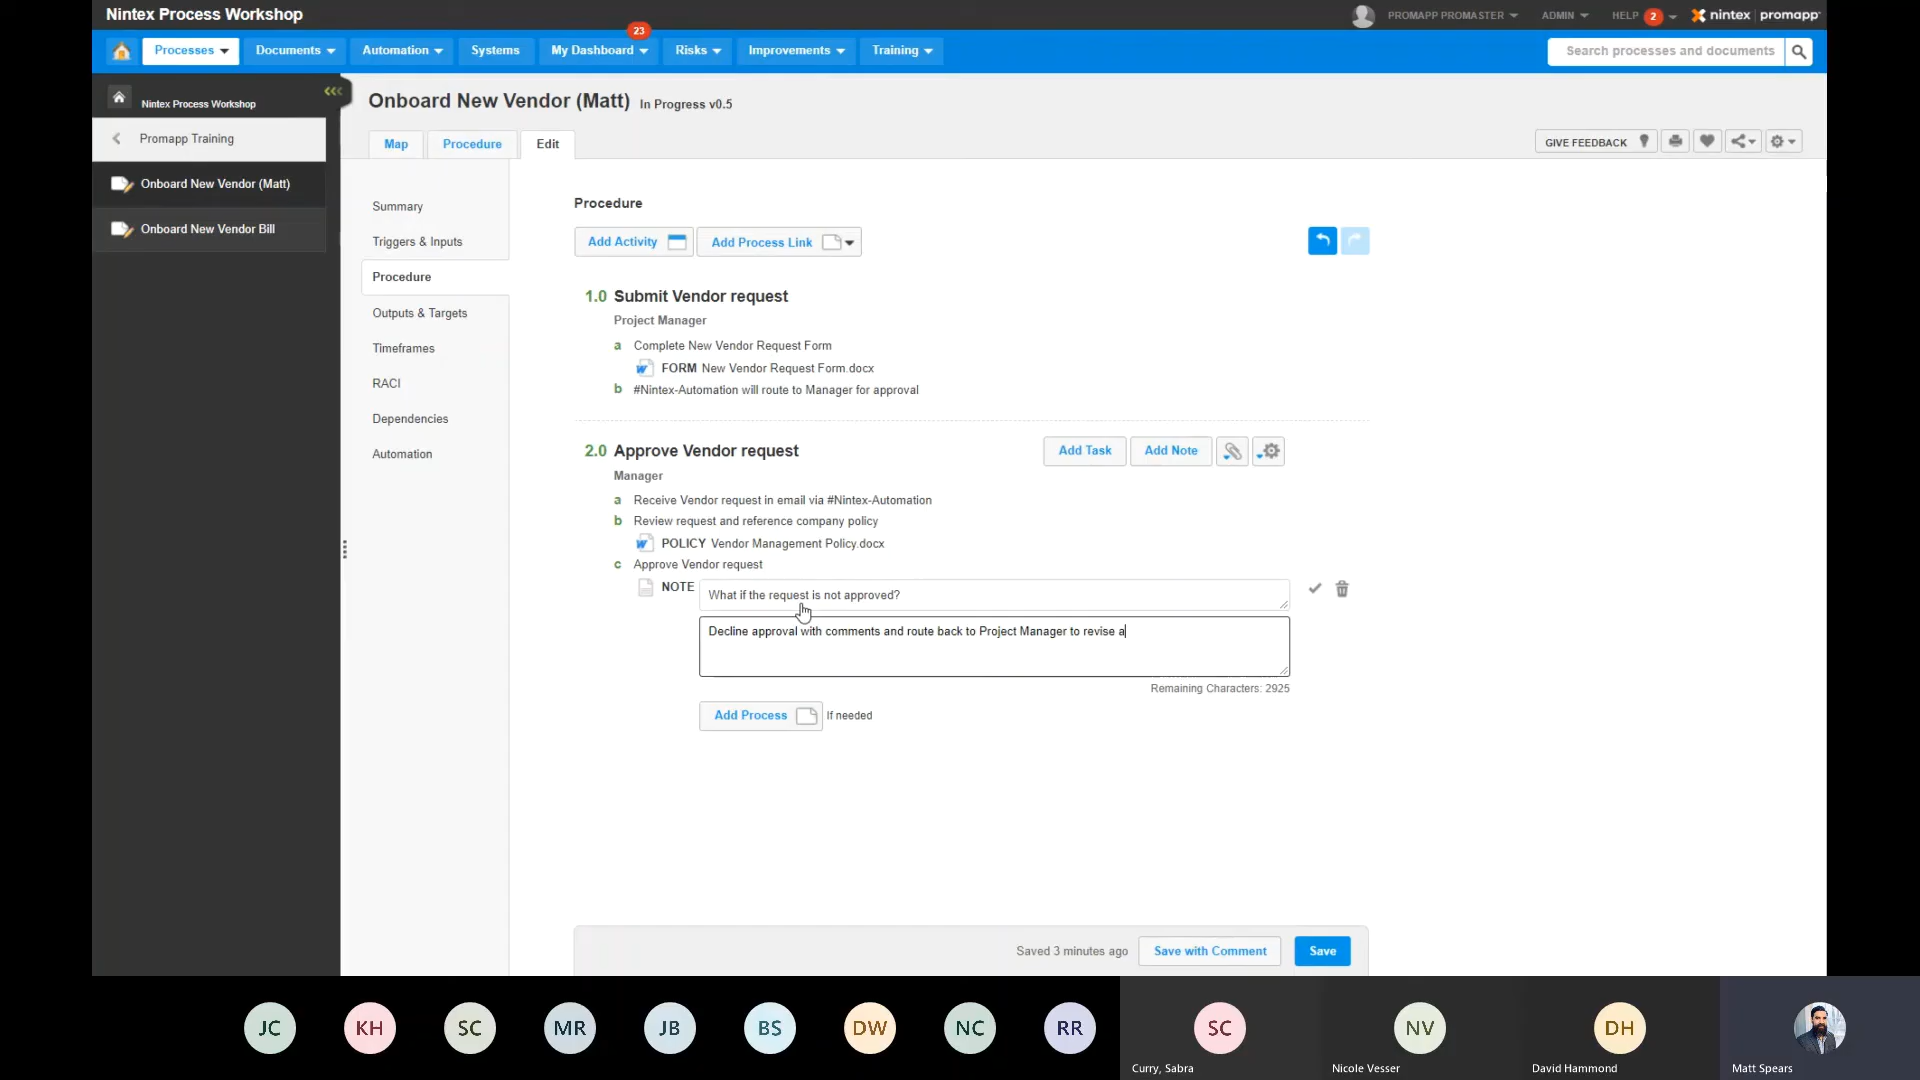 Nintex Process Workshop
PROMAPP PROMASTER
ADMIN
HELP 2
nintex promapp
Processes
Documents
Automation
Systems
My Dashboard
23
Risks
Improvements
Training
Search processes and documents
Nintex Process Workshop
Promapp Training
Onboard New Vendor (Matt)
Onboard New Vendor Bill
Onboard New Vendor (Matt) In Progress v0.5
Map
Procedure
Edit
GIVE FEEDBACK
Summary
Triggers & Inputs
Procedure
Outputs & Targets
Timeframes
RACI
Dependencies
Automation
Procedure
Add Activity
Add Process Link
1.0 Submit Vendor request
Project Manager
a Complete New Vendor Request Form
FORM New Vendor Request Form.docx
b #Nintex-Automation will route to Manager for approval
2.0 Approve Vendor request
Add Task
Add Note
Manager
a Receive Vendor request in email via #Nintex-Automation
b Review request and reference company policy
POLICY Vendor Management Policy.docx
c Approve Vendor request
NOTE What if the request is not approved?
Decline approval with comments and route back to Project Manager to revise a
Remaining Characters: 2925
Add Process If needed
Saved 3 minutes ago
Save with Comment
Save
JC
KH
SC
MR
JB
BS
DW
NC
RR
SC
NV
DH
Curry, Sabra
Nicole Vesser
David Hammond
Matt Spears